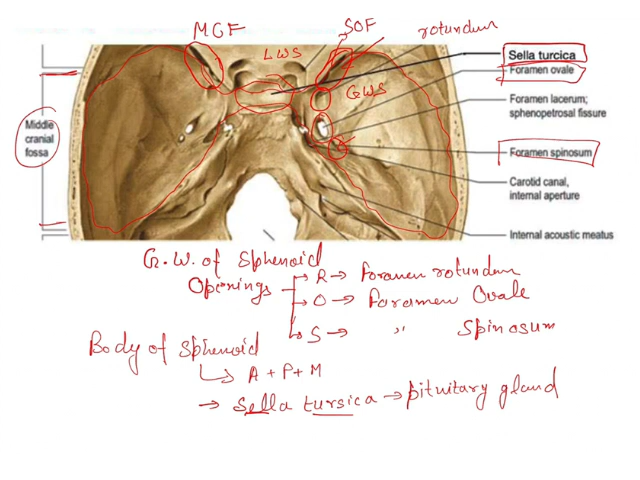 MCF
SOF
rotundum
LWS
Sella turcica
Foramen ovale
GWS
Foramen lacerum;
sphenopetrosal fissure
Middle
cranial
fossa
Foramen spinosum
Carotid canal,
internal aperture
Internal acoustic meatus
G.W. of Sphenoid
Openings
R → Foramen rotundum
O → Foramen Ovale
S → " Spinosum
Body of sphenoid
A + P + M
→ Sella tursica → pituitary gland